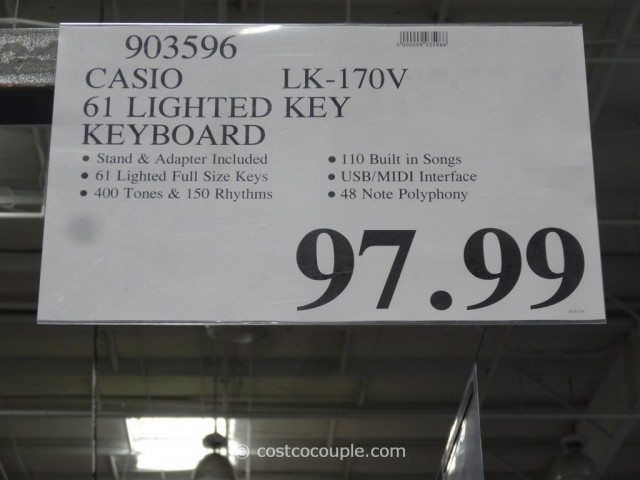 903596
CASIO LK-170V
61 LIGHTED KEY
KEYBOARD
• Stand & Adapter Included
• 61 Lighted Full Size Keys
• 400 Tones & 150 Rhythms
• 110 Built in Songs
• USB/MIDI Interface
• 48 Note Polyphony
97.99
© costcocouple.com